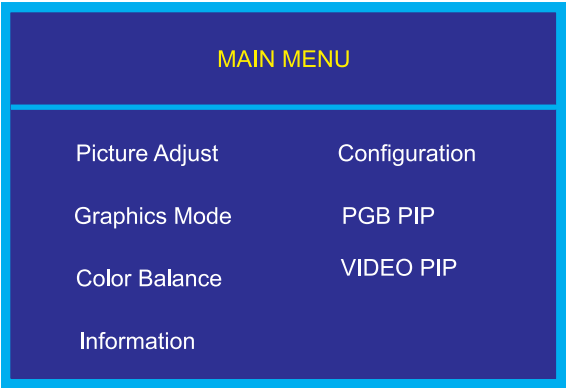 MAIN MENU
Picture Adjust
Configuration
Graphics Mode
PGB PIP
Color Balance
VIDEO PIP
Information